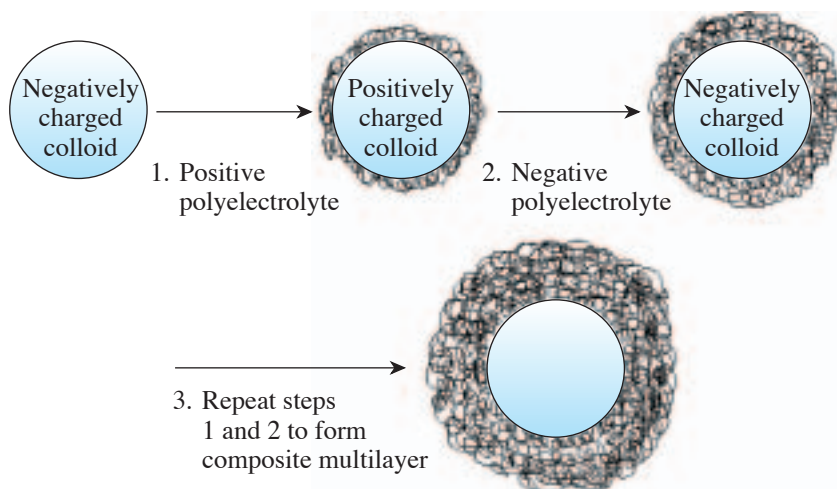 Negatively
charged
colloid
1. Positive
polyelectrolyte
Positively
charged
colloid
2. Negative
polyelectrolyte
Negatively
charged
colloid
3. Repeat steps
1 and 2 to form
composite multilayer